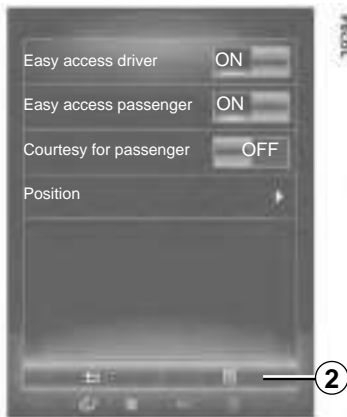 Easy access driver ON
Easy access passenger ON
Courtesy for passenger OFF
Position
2